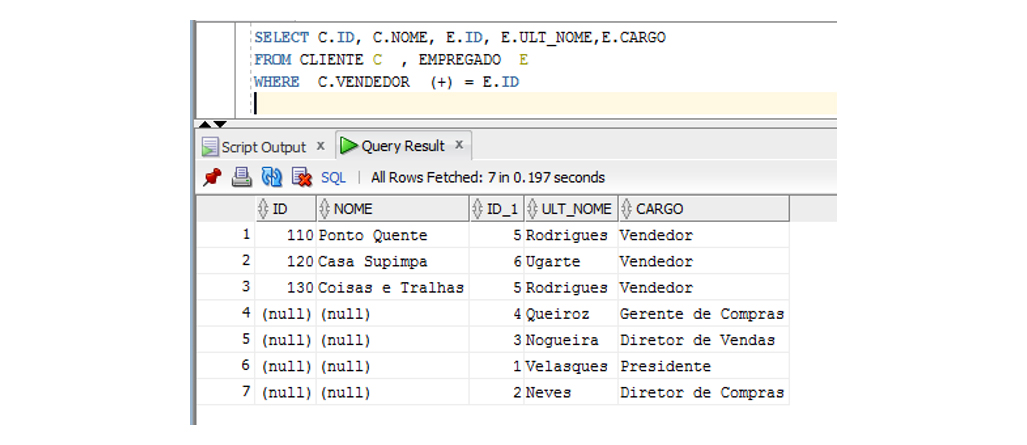 SELECT C.ID, C.NOME, E.ID, E.ULT_NOME,E.CARGO
FROM CLIENTE C , EMPREGADO E
WHERE C.VENDEDOR (+) = E.ID
Script Output x Query Result x
SQL | All Rows Fetched: 7 in 0.197 seconds
ID NOME ID_1 ULT_NOME CARGO
1 110 Ponto Quente 5 Rodrigues Vendedor
2 120 Casa Supimpa 6 Ugarte Vendedor
3 130 Coisas e Tralhas 5 Rodrigues Vendedor
4 (null) (null) 4 Queiroz Gerente de Compras
5 (null) (null) 3 Nogueira Diretor de Vendas
6 (null) (null) 1 Velasques Presidente
7 (null) (null) 2 Neves Diretor de Compras